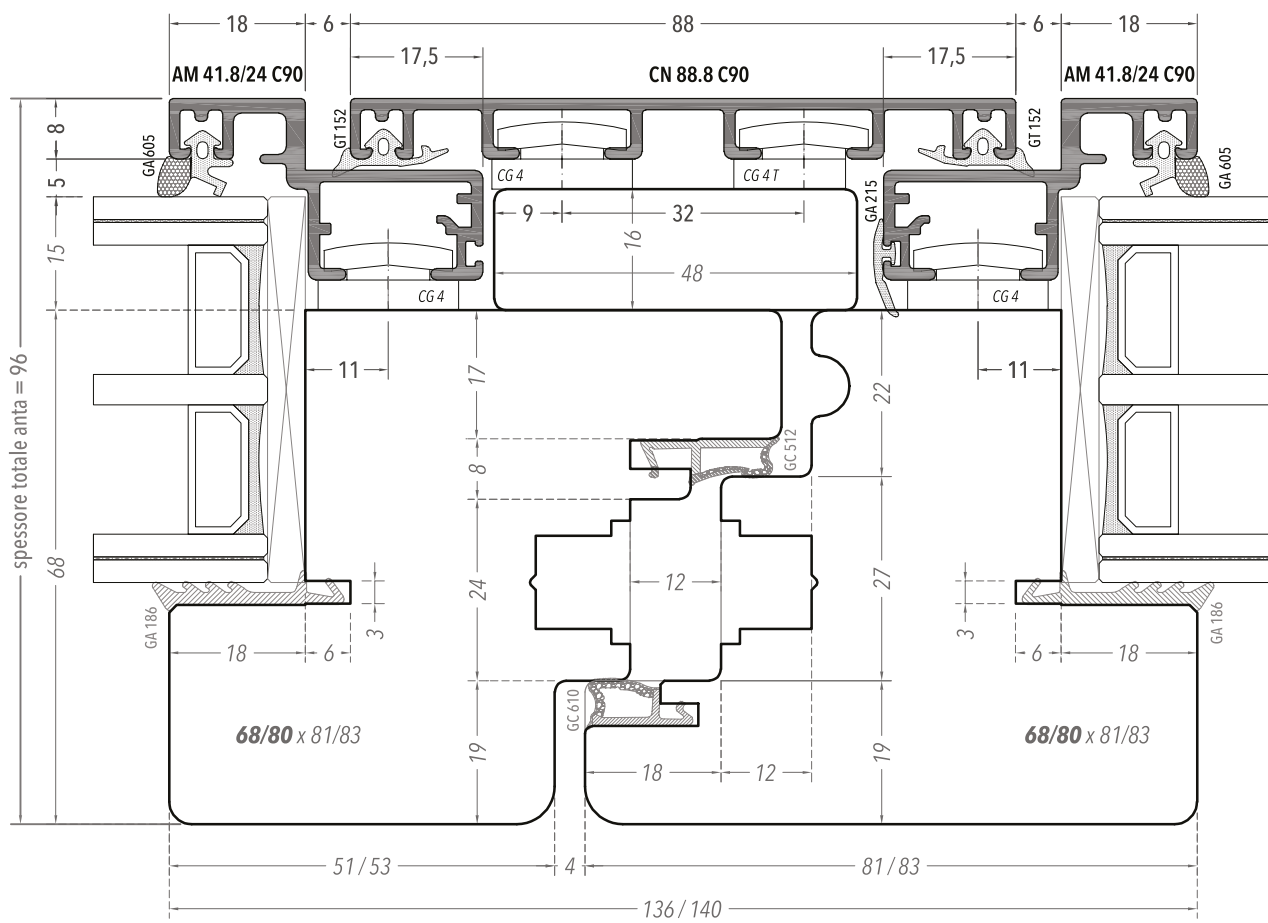 18
6
88
6
18
17,5
17,5
AM 41.8/24 C90
CN 88.8 C90
AM 41.8/24 C90
8
GA605
GT 152
GT 152
GA 605
CG 4
CG 4 T
5
GA 215
9
32
16
15
48
CG 4
CG 4
11
11
17
22
spessore totale anta = 96
8
GC 512
68
24
12
27
3
3
GA 186
GA 186
18
6
6
18
GC 610
68/80 x 81/83
68/80 x 81/83
19
18
12
19
51 / 53
4
81 / 83
136 / 140